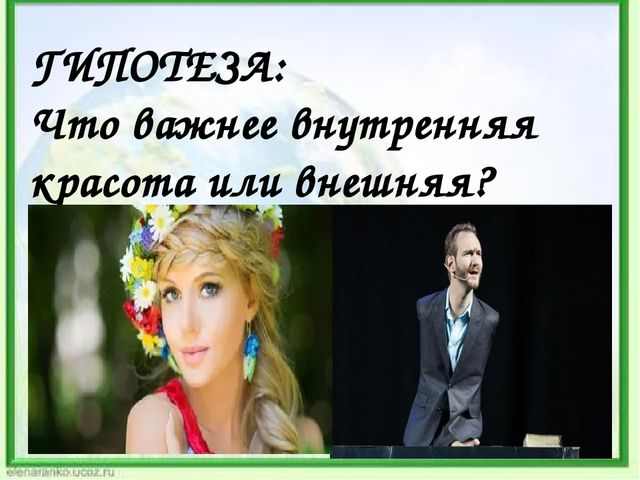 ГИПОТЕЗА:
Что важнее внутренняя
красота или внешняя?
elenaranko.ucoz.ru